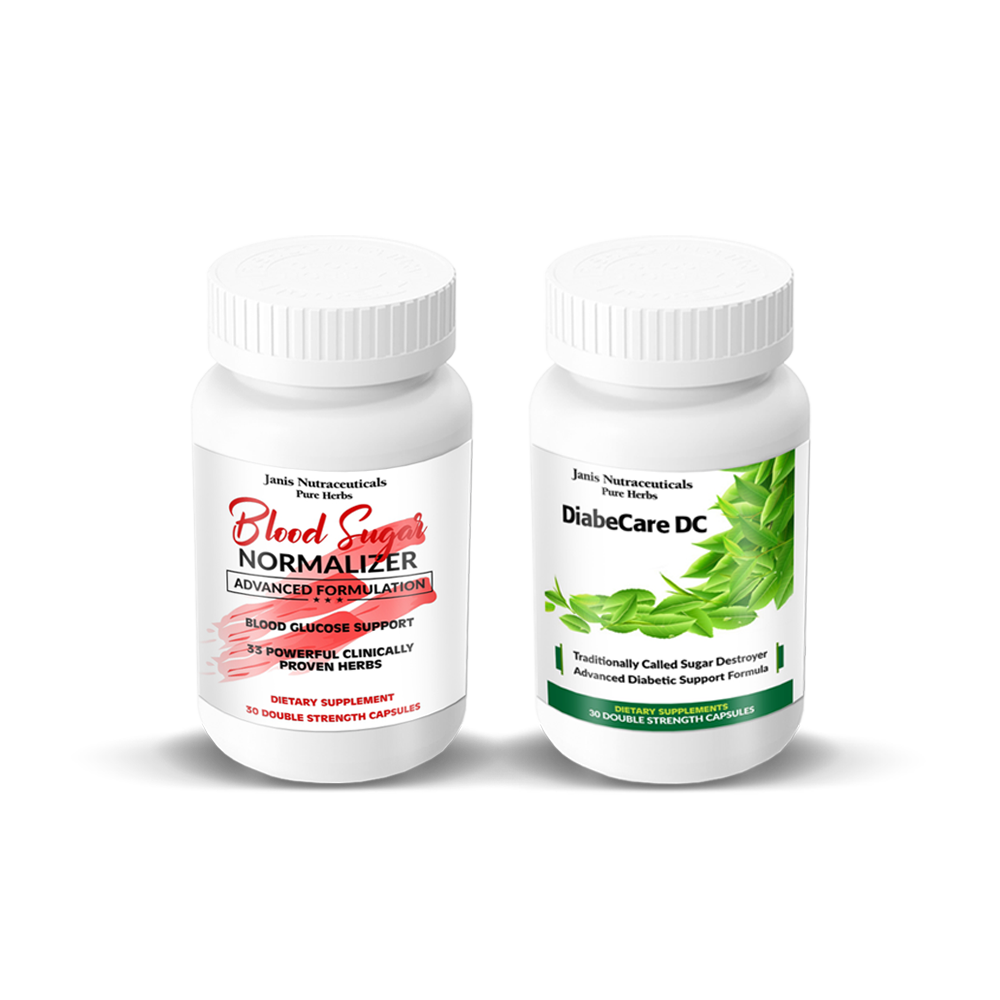 Janis Nutraceuticals
Pure Herbs
Blood Sugar
NORMALIZER
ADVANCED FORMULATION
BLOOD GLUCOSE SUPPORT
33 POWERFUL CLINICALLY
PROVEN HERBS
DIETARY SUPPLEMENT
30 DOUBLE STRENGTH CAPSULES
Janis Nutraceuticals
Pure Herbs
DiabeCare DC
Traditionally Called Sugar Destroyer
Advanced Diabetic Support Formula
DIETARY SUPPLEMENTS
30 DOUBLE STRENGTH CAPSULES